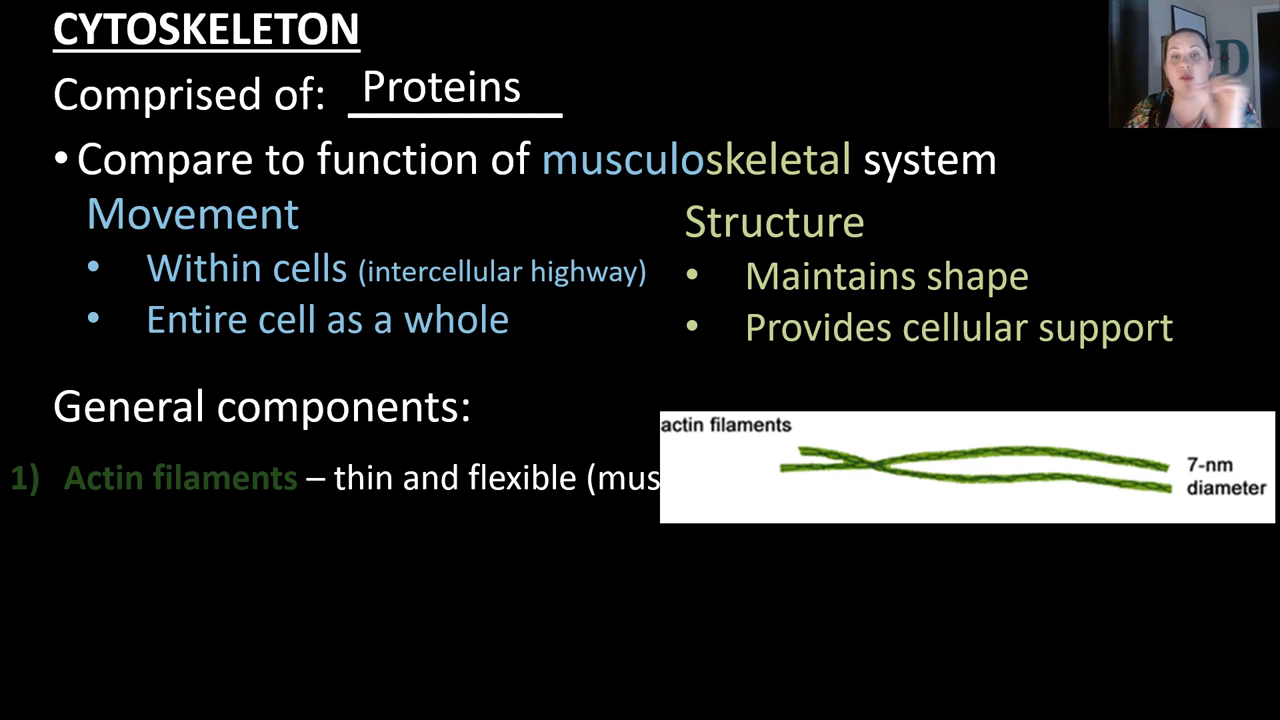 CYTOSKELETON
Comprised of: Proteins
• Compare to function of musculoskeletal system
Movement
• Within cells (intercellular highway)
• Entire cell as a whole
Structure
• Maintains shape
• Provides cellular support
General components:
1) Actin filaments – thin and flexible (mus
actin filaments
7-nm
diameter
D